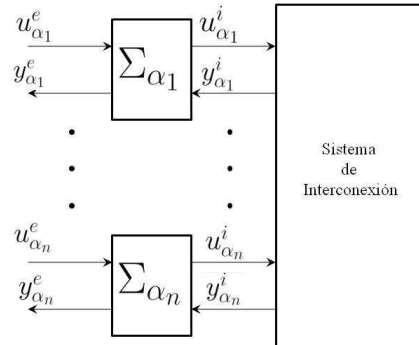 u^e_{α_1} Σ_{α_1} u^i_{α_1}
y^e_{α_1} y^i_{α_1}
Sistema
de
Interconexión
u^e_{α_n} Σ_{α_n} u^i_{α_n}
y^e_{α_n} y^i_{α_n}